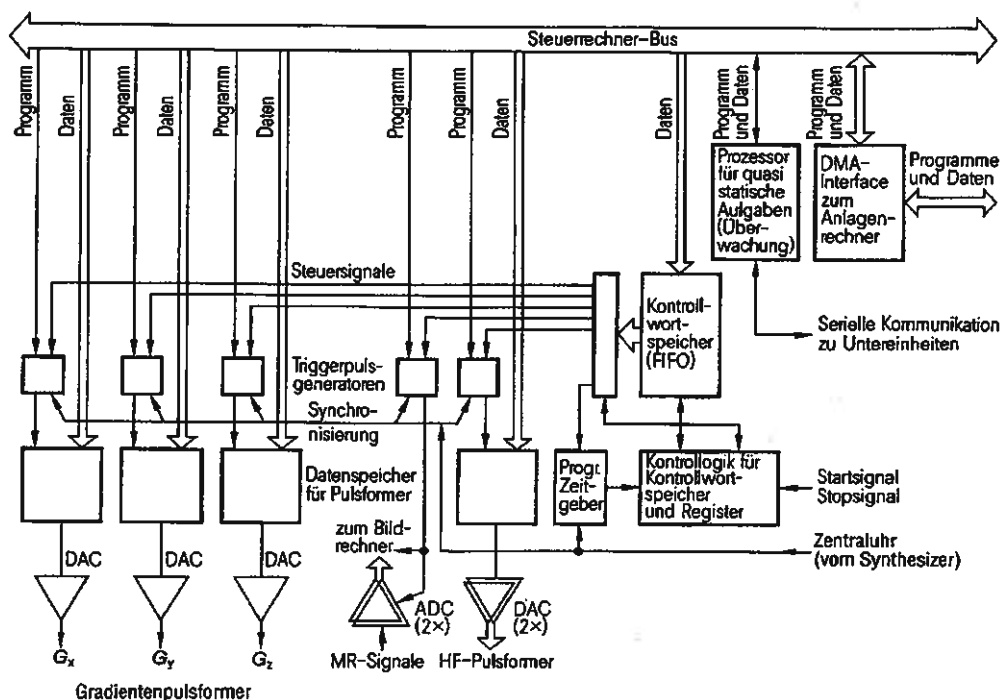 Steuerrechner-Bus
Programm
Daten
Programm
Daten
Programm
Daten
Programm
Programm
Daten
Daten
Programm
und Daten
Programm
und Daten
Prozessor
für quasi
statische
Aufgaben
(Über-
wachung)
DMA-
Interface
zum
Anlagen-
rechner
Programme
und Daten
Steuersignale
Kontroll-
wort-
speicher
(FIFO)
Serielle Kommunikation
zu Untereinheiten
Triggerpuls-
generatoren
Synchro-
nisierung
Datenspeicher
für Pulsformer
Progr.
Zeit-
geber
Kontrollogik für
Kontrollwort-
speicher
und Register
Startsignal
Stopsignal
zum Bild-
rechner
Zentraluhr
(vom Synthesizer)
DAC
DAC
DAC
ADC
(2×)
DAC
(2×)
Gx
Gy
Gz
MR-Signale
HF-Pulsformer
Gradientenpulsformer